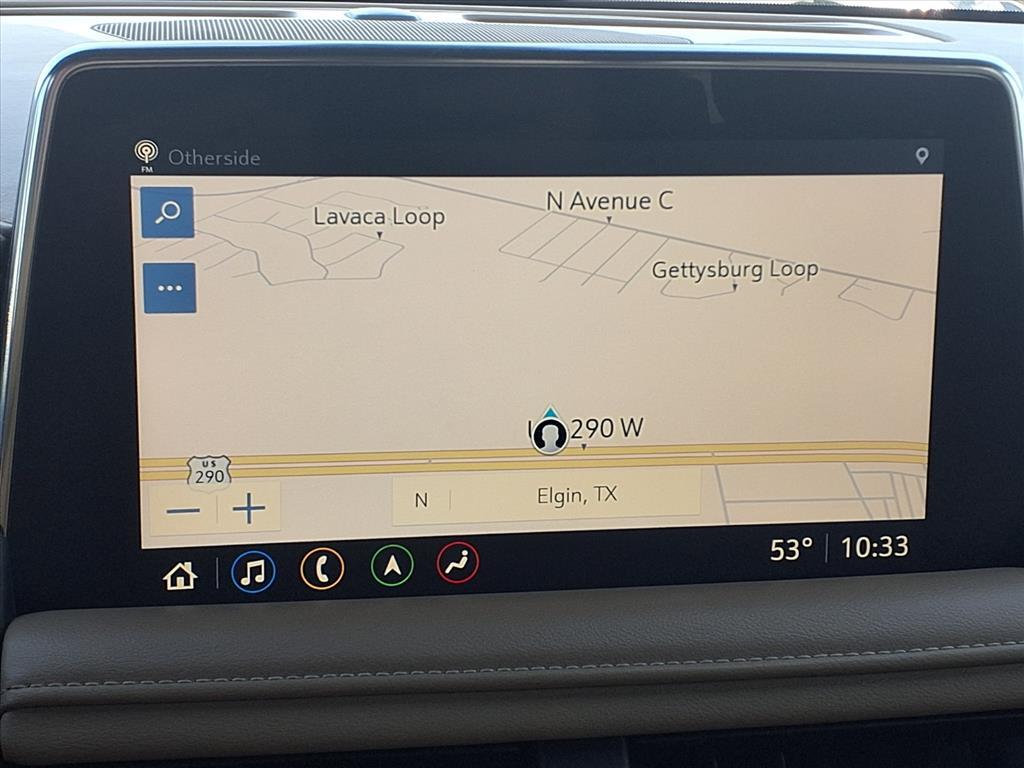 FM
Otherside
N Avenue C
Lavaca Loop
Gettysburg Loop
290 W
US
290
N
Elgin, TX
53°
10:33